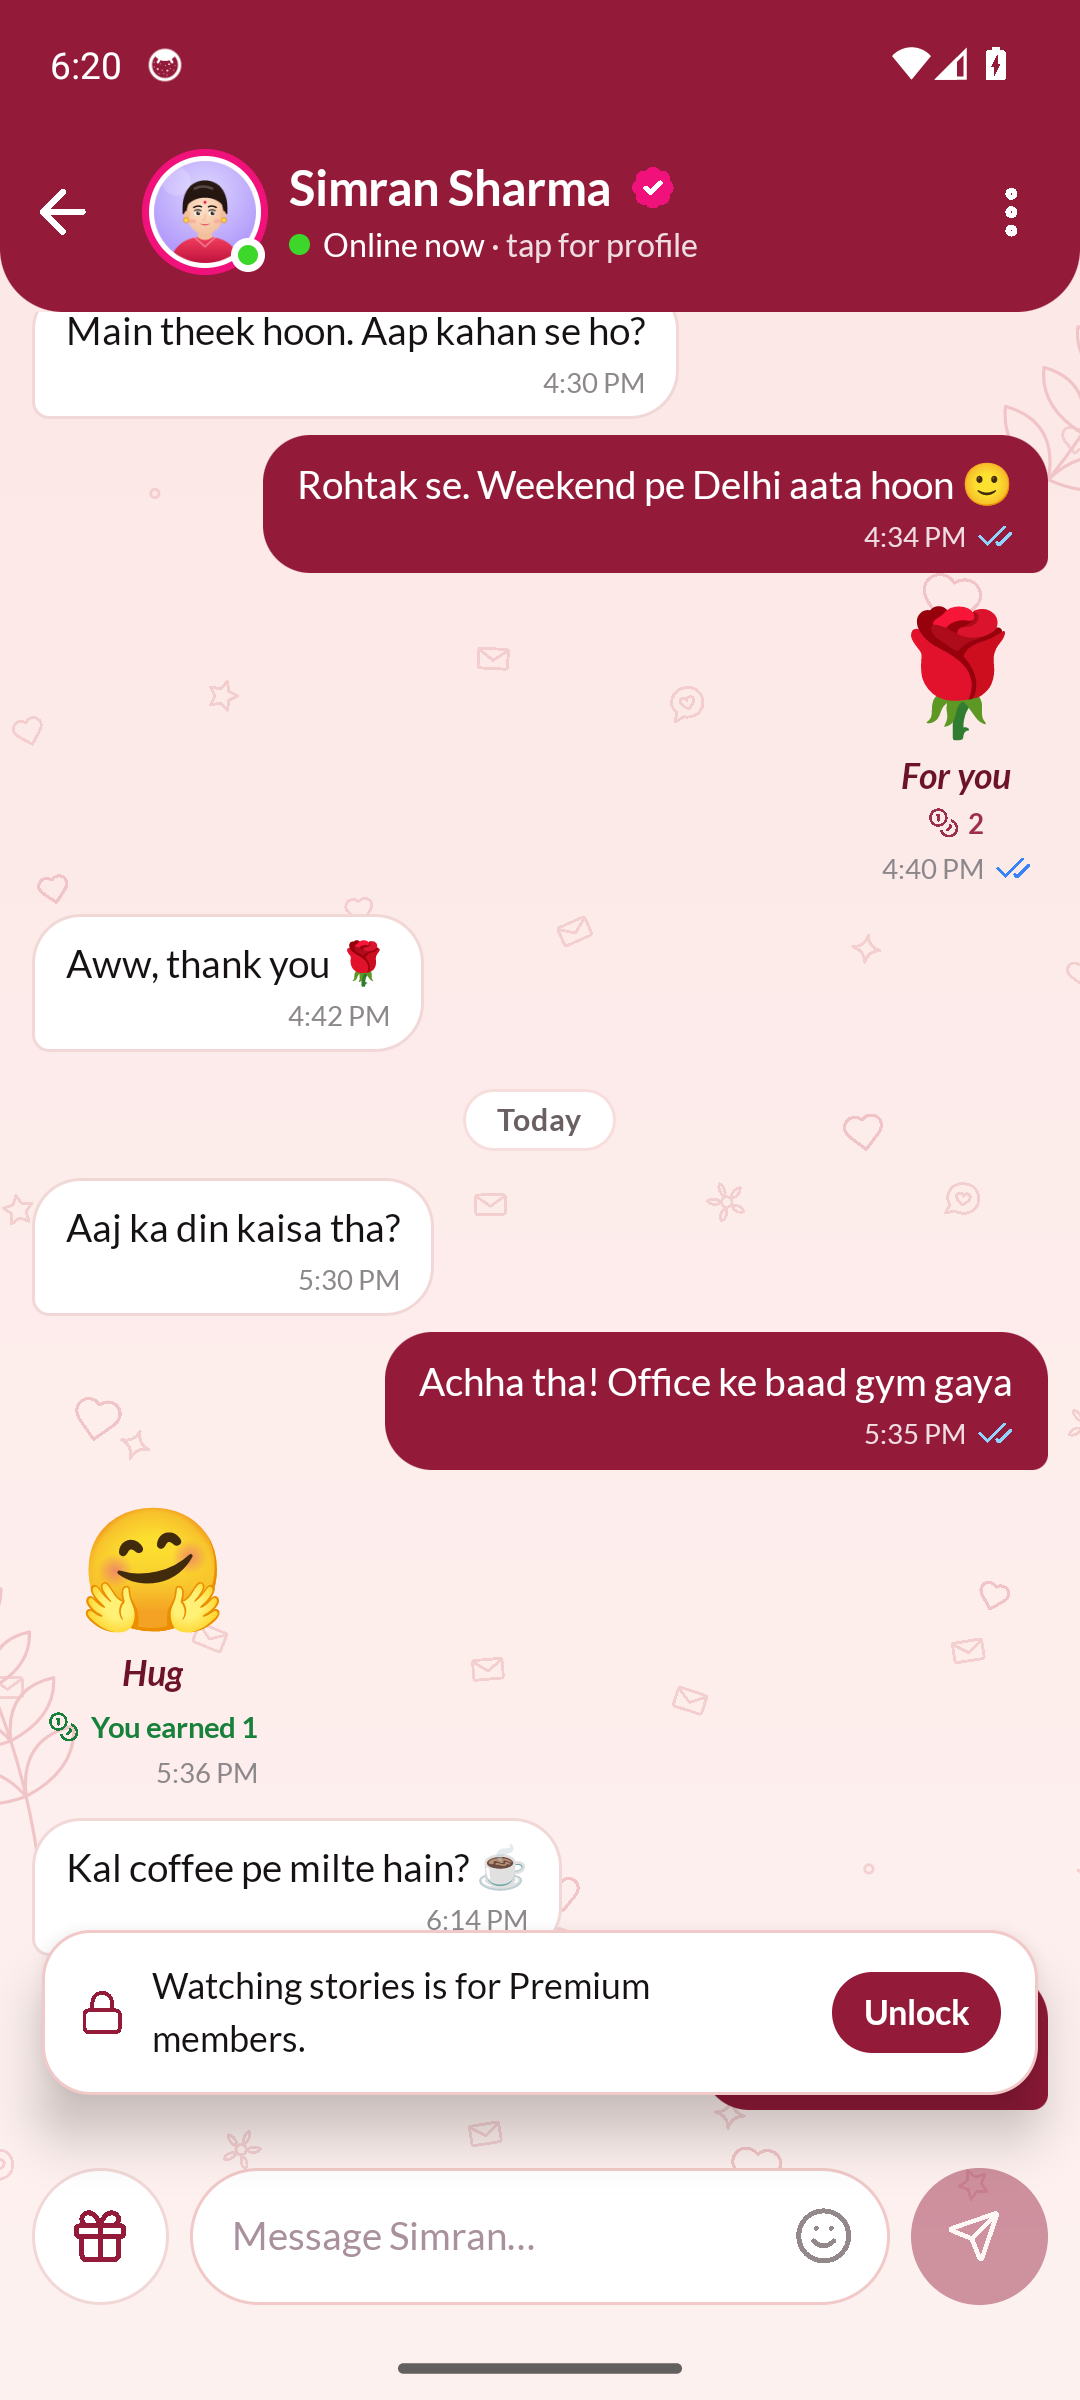 6:20
Simran Sharma
Online now · tap for profile
Main theek hoon. Aap kahan se ho?
4:30 PM
Rohtak se. Weekend pe Delhi aata hoon 🙂
4:34 PM
For you
2
4:40 PM
Aww, thank you 🌹
4:42 PM
Today
Aaj ka din kaisa tha?
5:30 PM
Achha tha! Office ke baad gym gaya
5:35 PM
Hug
You earned 1
5:36 PM
Kal coffee pe milte hain? ☕
6:14 PM
Watching stories is for Premium
members.
Unlock
Message Simran...